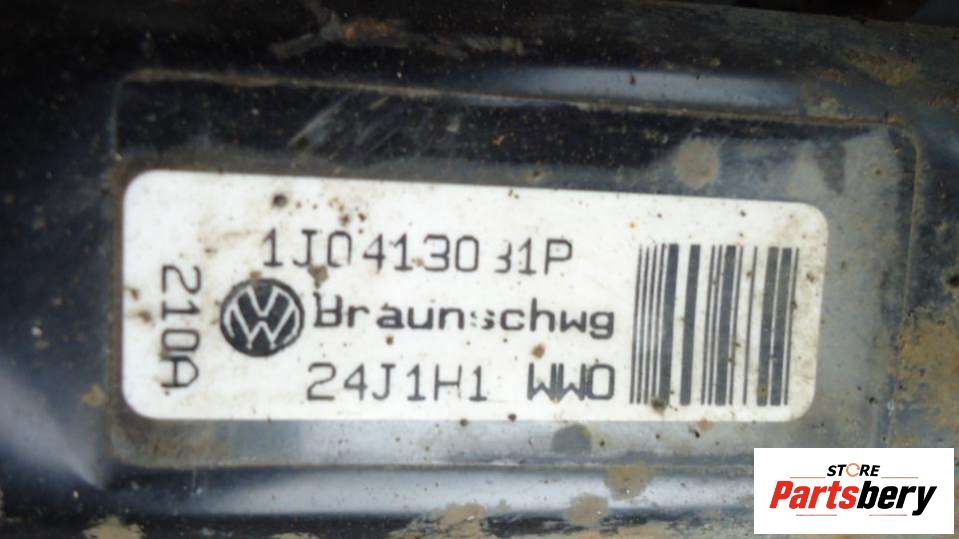 1J0413031P
Braunschwg
24J1H1 WWO
210A
STORE
Partsbery